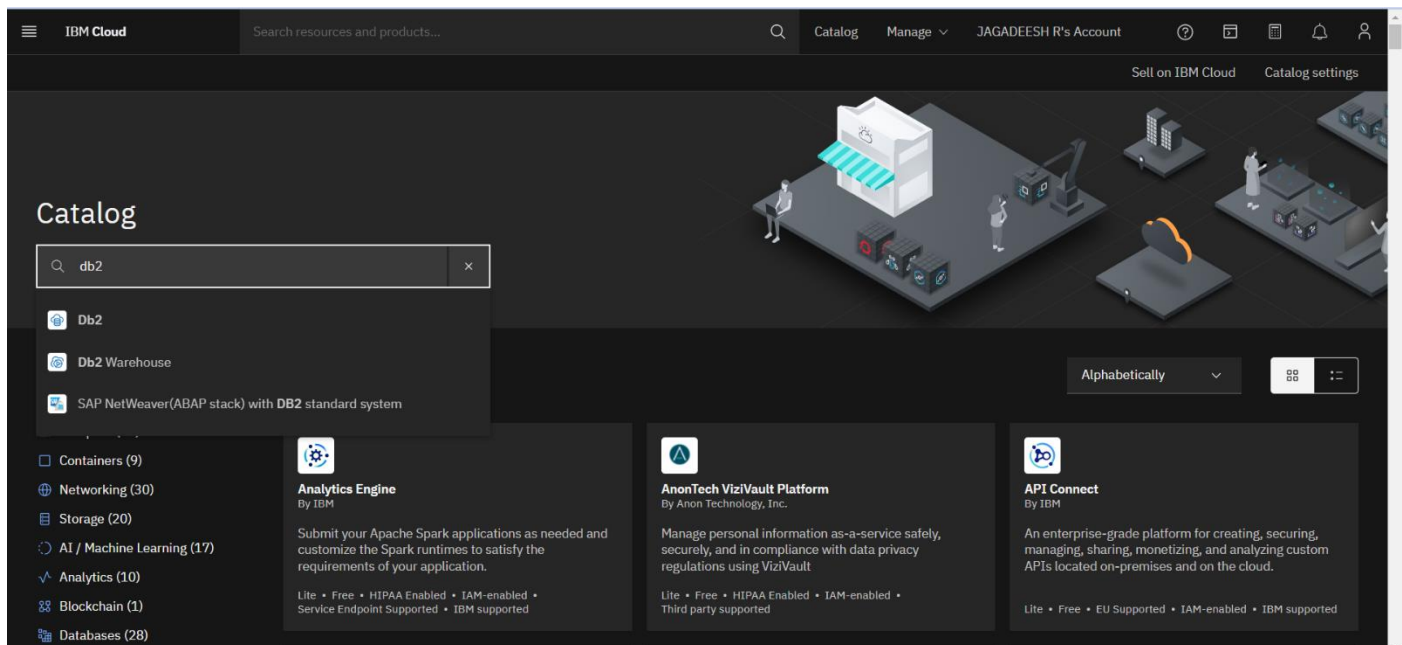 IBM Cloud
Search resources and products...
Catalog
Manage
JAGADEESH R's Account
Sell on IBM Cloud
Catalog settings
Catalog
db2
Db2
Db2 Warehouse
SAP NetWeaver(ABAP stack) with DB2 standard system
Alphabetically
Containers (9)
Networking (30)
Storage (20)
AI / Machine Learning (17)
Analytics (10)
Blockchain (1)
Databases (28)
Analytics Engine
By IBM
Submit your Apache Spark applications as needed and
customize the Spark runtimes to satisfy the
requirements of your application.
Lite • Free • HIPAA Enabled • IAM-enabled •
Service Endpoint Supported • IBM supported
AnonTech ViziVault Platform
By Anon Technology, Inc.
Manage personal information as-a-service safely,
securely, and in compliance with data privacy
regulations using ViziVault
Lite • Free • HIPAA Enabled • IAM-enabled •
Third party supported
API Connect
By IBM
An enterprise-grade platform for creating, securing,
managing, sharing, monetizing, and analyzing custom
APIs located on-premises and on the cloud.
Lite • Free • EU Supported • IAM-enabled • IBM supported